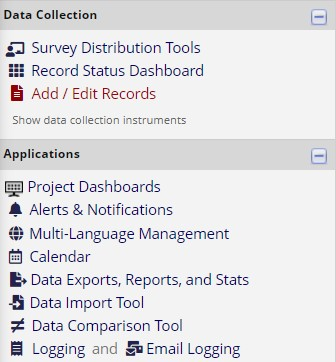 Data Collection
Survey Distribution Tools
Record Status Dashboard
Add / Edit Records
Show data collection instruments
Applications
Project Dashboards
Alerts & Notifications
Multi-Language Management
Calendar
Data Exports, Reports, and Stats
Data Import Tool
Data Comparison Tool
Logging and Email Logging